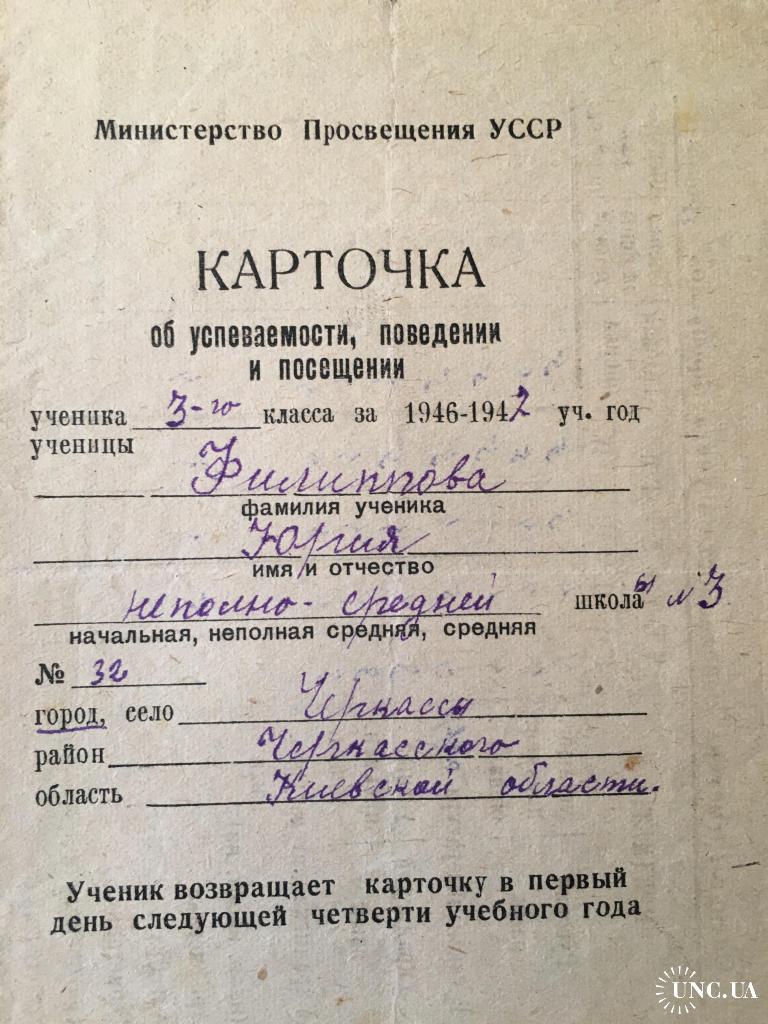 Министерство Просвещения УССР
КАРТОЧКА
об успеваемости, поведении
и посещении
ученика 3-го класса за 1946-1947 уч. год
ученицы
Филиппова
фамилия ученика
Юрия
имя и отчество
неполно-средней школаы № 3
начальная, неполная средняя, средняя
№ 32
город, село Черкассы
район Черкасского
область Киевской области.
Ученик возвращает карточку в первый
день следующей четверти учебного года
UNC.UA